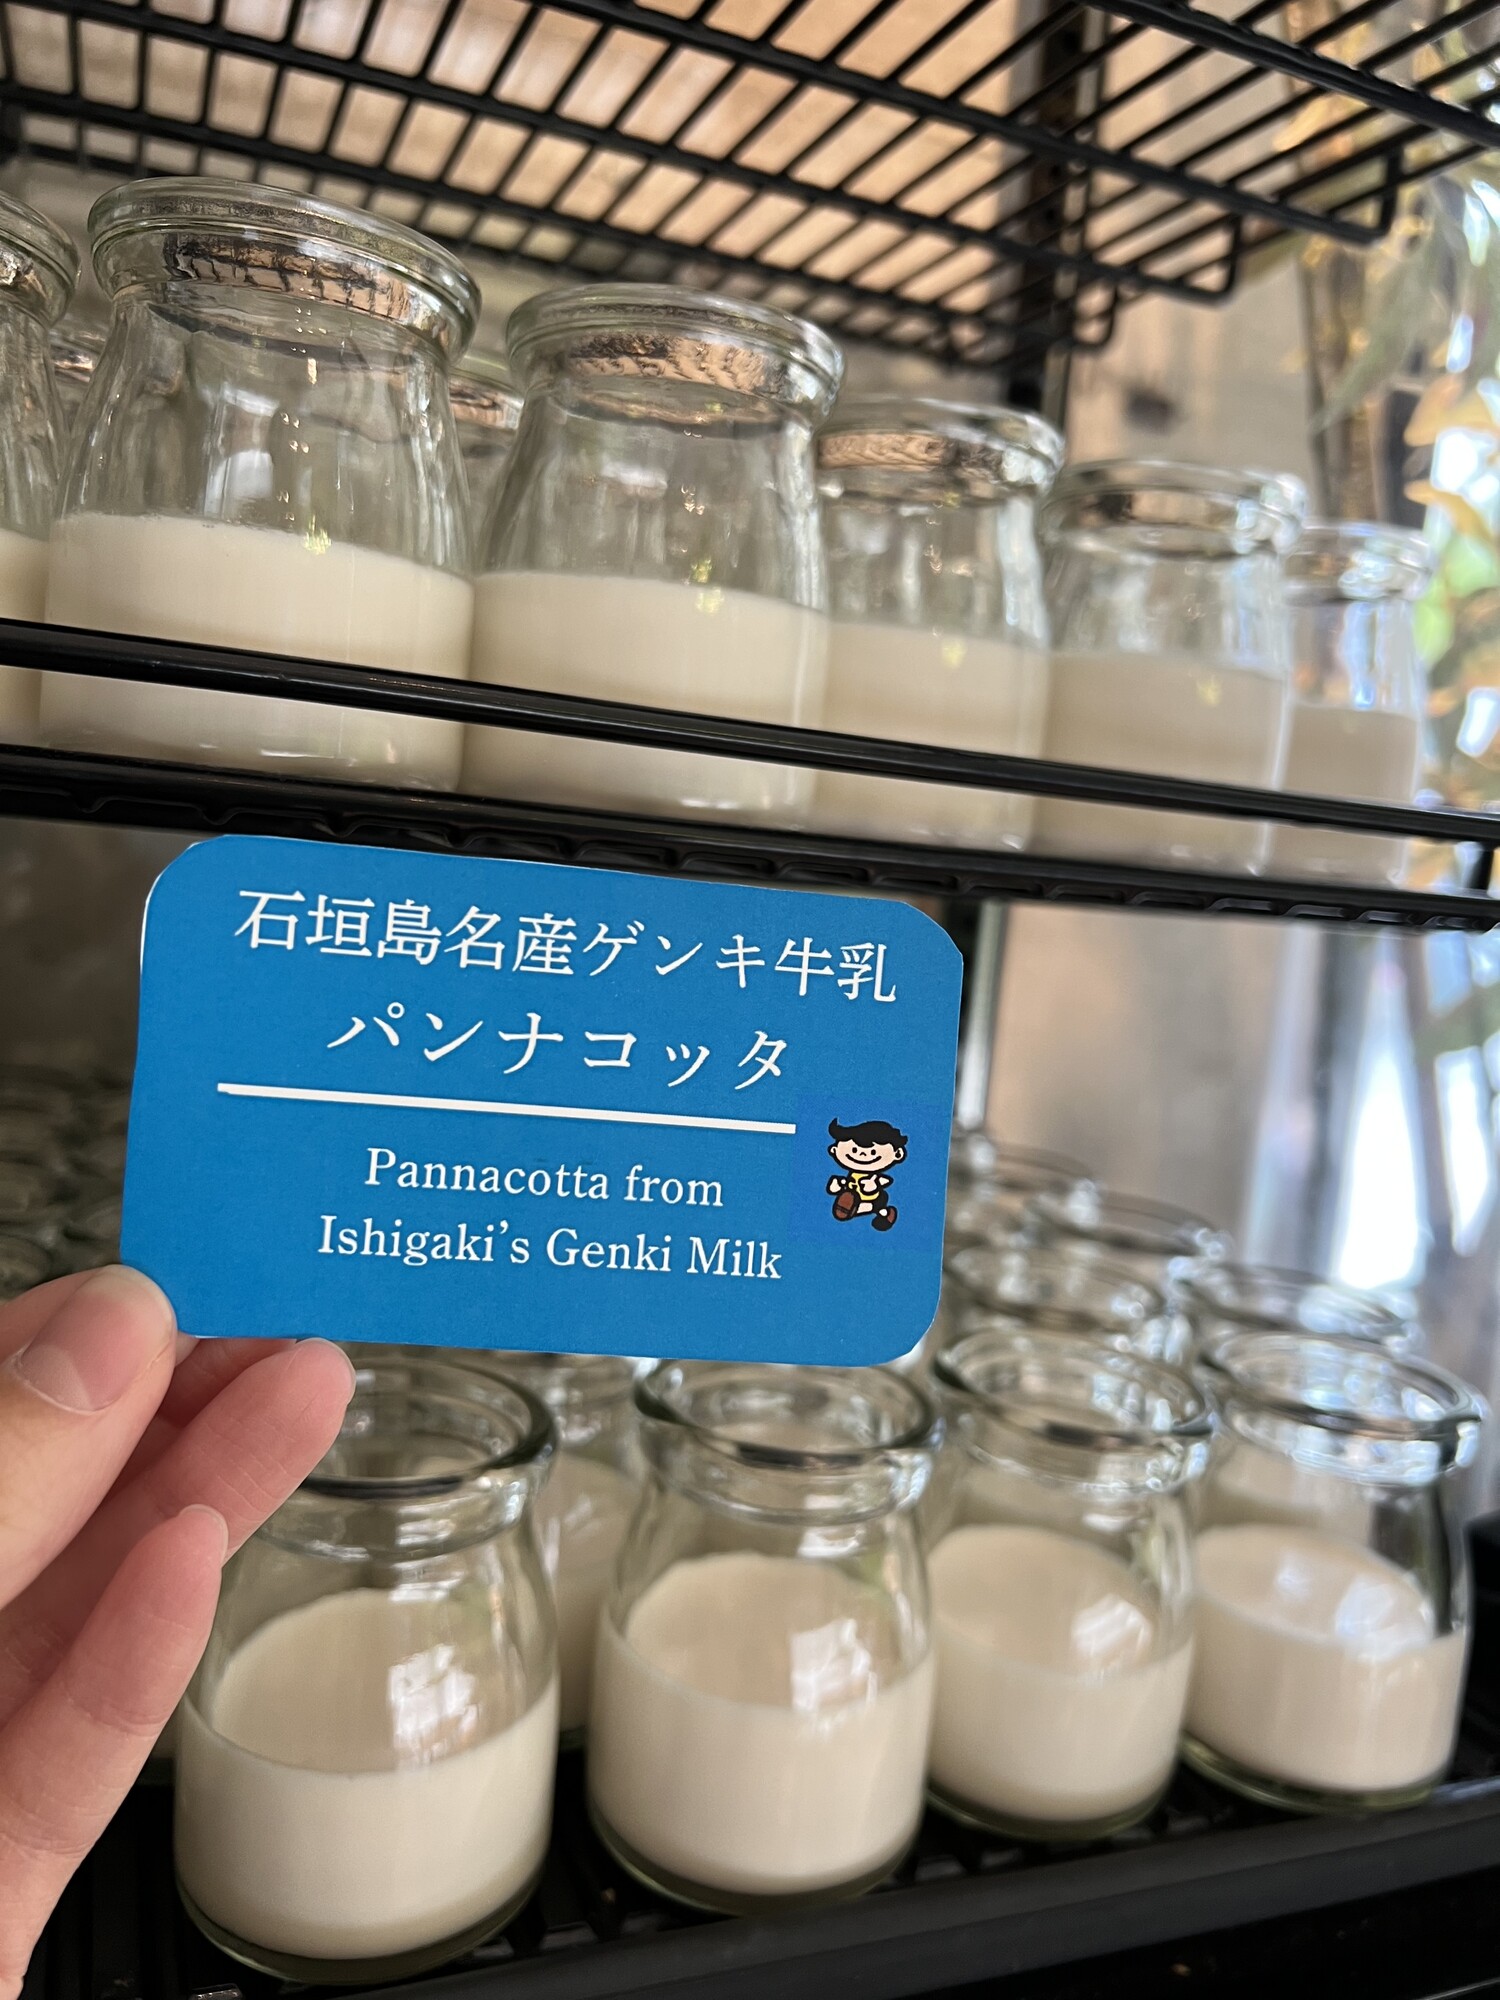 石垣島名産ゲンキ牛乳
パンナコッタ
Pannacotta from
Ishigaki's Genki Milk